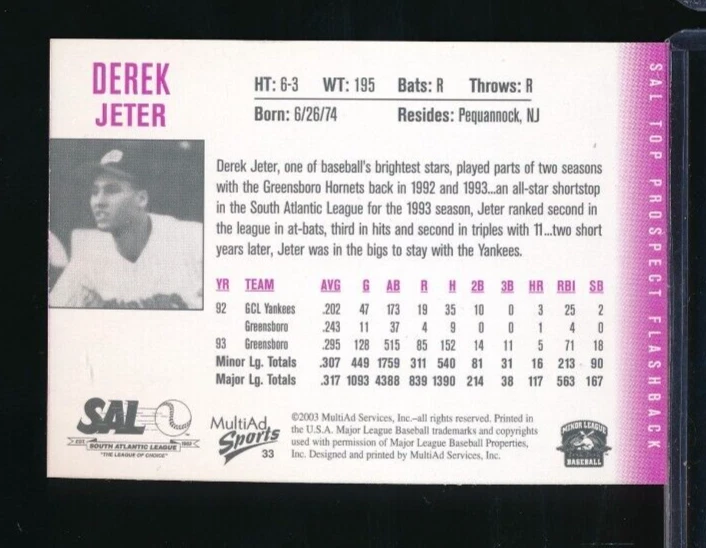 DEREK
JETER
HT: 6-3 WT: 195 Bats: R Throws: R
Born: 6/26/74 Resides: Pequannock, NJ
Derek Jeter, one of baseball's brightest stars, played parts of two seasons
with the Greensboro Hornets back in 1992 and 1993...an all-star shortstop
in the South Atlantic League for the 1993 season, Jeter ranked second in
the league in at-bats, third in hits and second in triples with 11...two short
years later, Jeter was in the bigs to stay with the Yankees.
YR TEAM AVG G AB R H 2B 3B HR RBI SB
92 GCL Yankees .202 47 173 19 35 10 0 3 25 2
Greensboro .243 11 37 4 9 0 0 1 4 0
93 Greensboro .295 128 515 85 152 14 11 5 71 18
Minor Lg. Totals .307 449 1759 311 540 81 31 16 213 90
Major Lg. Totals .317 1093 4388 839 1390 214 38 117 563 167
SAL
SOUTH ATLANTIC LEAGUE
"THE LEAGUE OF CHOICE"
MultiAd
Sports
33
©2003 MultiAd Services, Inc.–all rights reserved. Printed in
the U.S.A. Major League Baseball trademarks and copyrights
used with permission of Major League Baseball Properties,
Inc. Designed and printed by MultiAd Services, Inc.
MINOR LEAGUE
BASEBALL
SAL TOP PROSPECT FLASHBACK